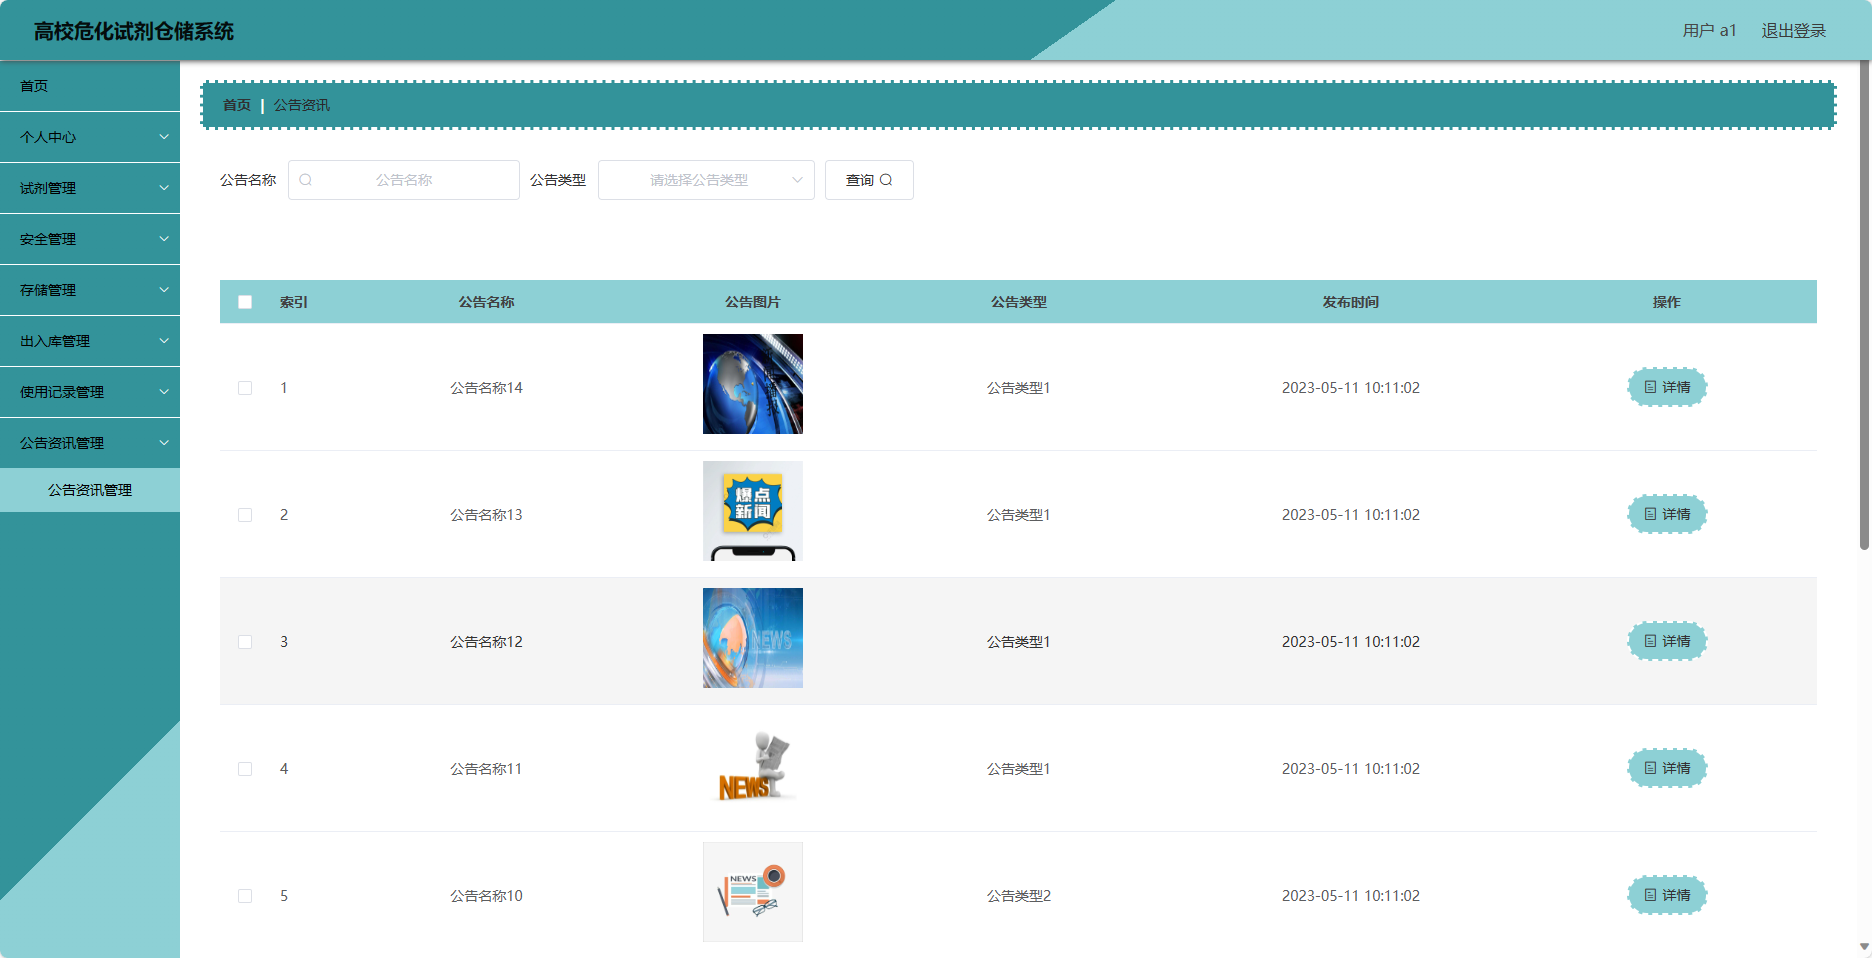 高校危化试剂仓储系统
用户 a1 退出登录
首页
个人中心
试剂管理
安全管理
存储管理
出入库管理
使用记录管理
公告资讯管理
公告资讯管理
首页 | 公告资讯
公告名称 公告名称 公告类型 请选择公告类型 查询
索引 公告名称 公告图片 公告类型 发布时间 操作
1 公告名称14 公告类型1 2023-05-11 10:11:02 详情
爆点
新闻
2 公告名称13 公告类型1 2023-05-11 10:11:02 详情
NEWS
3 公告名称12 公告类型1 2023-05-11 10:11:02 详情
NEWS
4 公告名称11 公告类型1 2023-05-11 10:11:02 详情
NEWS
5 公告名称10 公告类型2 2023-05-11 10:11:02 详情